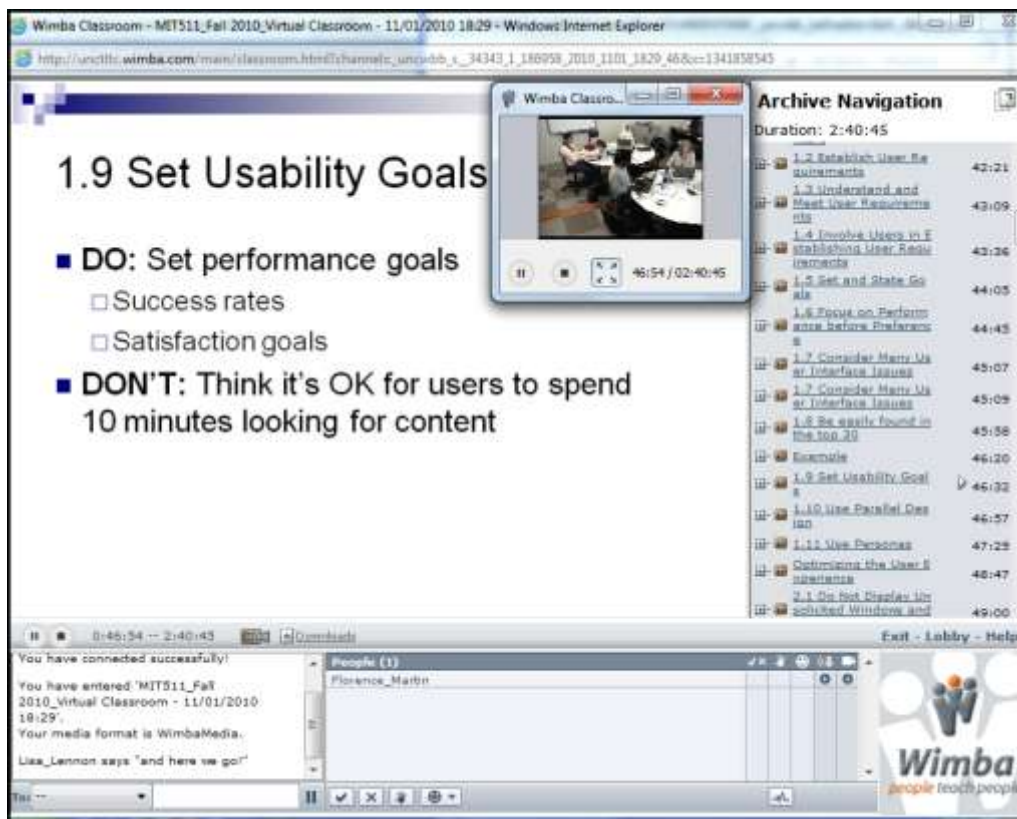 Wimba Classroom - MIT511_Fall 2010_Virtual Classroom - 11/01/2010 18:29 - Windows Internet Explorer
wimba.com/main/classroom.html
Wimba Classro...
46:54 / 02:40:45
1.9 Set Usability Goals
DO: Set performance goals
Success rates
Satisfaction goals
DON'T: Think it's OK for users to spend
10 minutes looking for content
Archive Navigation
Duration: 2:40:45
1.2 Establish User Re
quirements 42:21
1.3 Understand and
Meet User Requireme
nts 43:09
1.4 Involve Users in E
stablishing User Requ
irements 43:36
1.5 Set and State Go
als 44:05
1.6 Focus on Perform
ance before Preferenc
e 44:45
1.7 Consider Many Us
er Interface Issues 45:07
1.7 Consider Many Us
er Interface Issues 45:09
1.8 Be easily found in
the top 30 45:58
Example 46:20
1.9 Set Usability Goal
s 46:32
1.10 Use Parallel Des
ign 46:57
1.11 Use Personas 47:29
Optimizing the User E
xperience 48:47
2.1 Do Not Display Un
solicited Windows and 49:00
0:46:54 -- 2:40:45
Downloads
Exit - Lobby - Help
You have connected successfully!
You have entered 'MIT511_Fall
2010_Virtual Classroom - 11/01/2010
18:29'.
Your media format is WimbaMedia.
Lisa_Lennon says "and here we go!"
To: --
People (1)
Florence_Martin
Wimba
people teach people